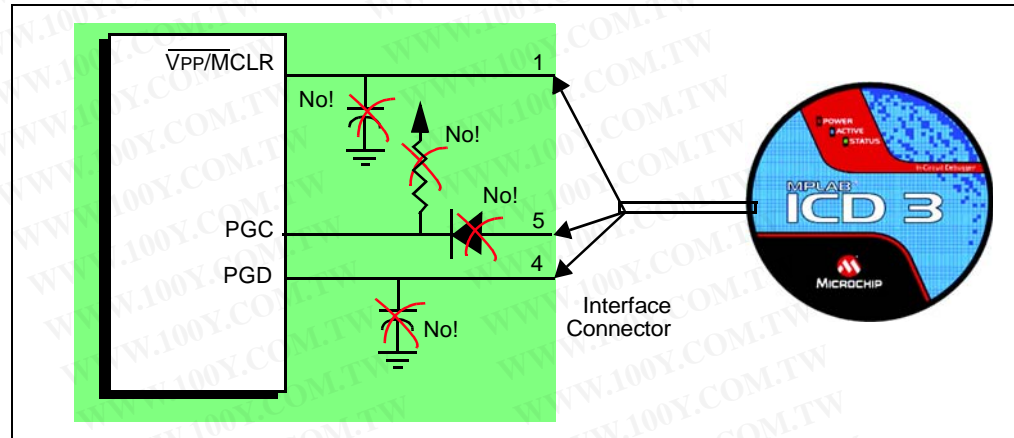 VPP/MCLR
1
No!
No!
No!
PGC
5
PGD
4
No!
Interface
Connector
POWER
ACTIVE
STATUS
In-Circuit Debugger
MPLAB
ICD 3
MICROCHIP
WWW.100Y.COM.TW